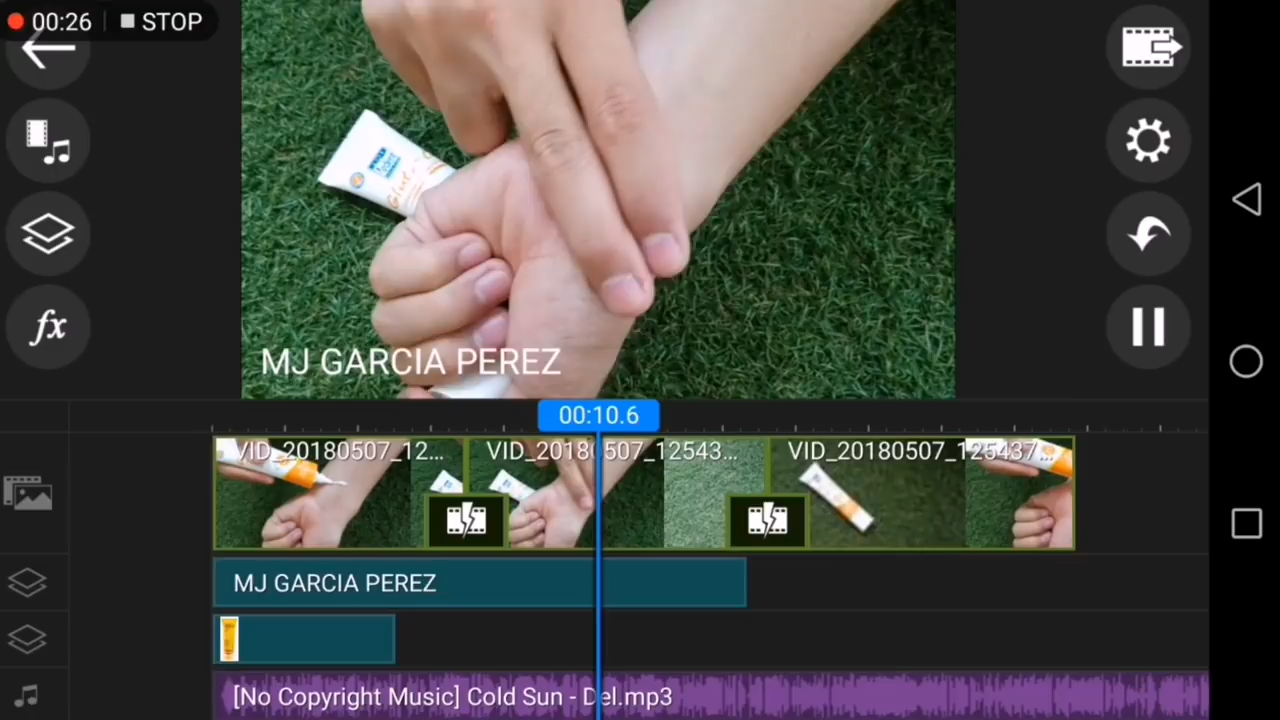 00:26 STOP
MJ GARCIA PEREZ
00:10.6
VID_20180507_12...
VID_20180507_12543...
VID_20180507_125437...
MJ GARCIA PEREZ
[No Copyright Music] Cold Sun - Del.mp3
fx